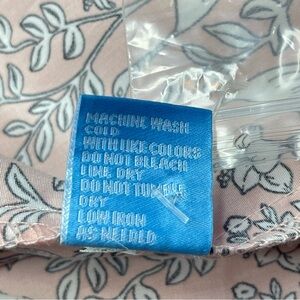 MACHINE WASH
COLD
WITH LIKE COLORS
DO NOT BLEACH
LINE DRY
DO NOT TUMBLE
DRY
LOW IRON
AS NEEDED